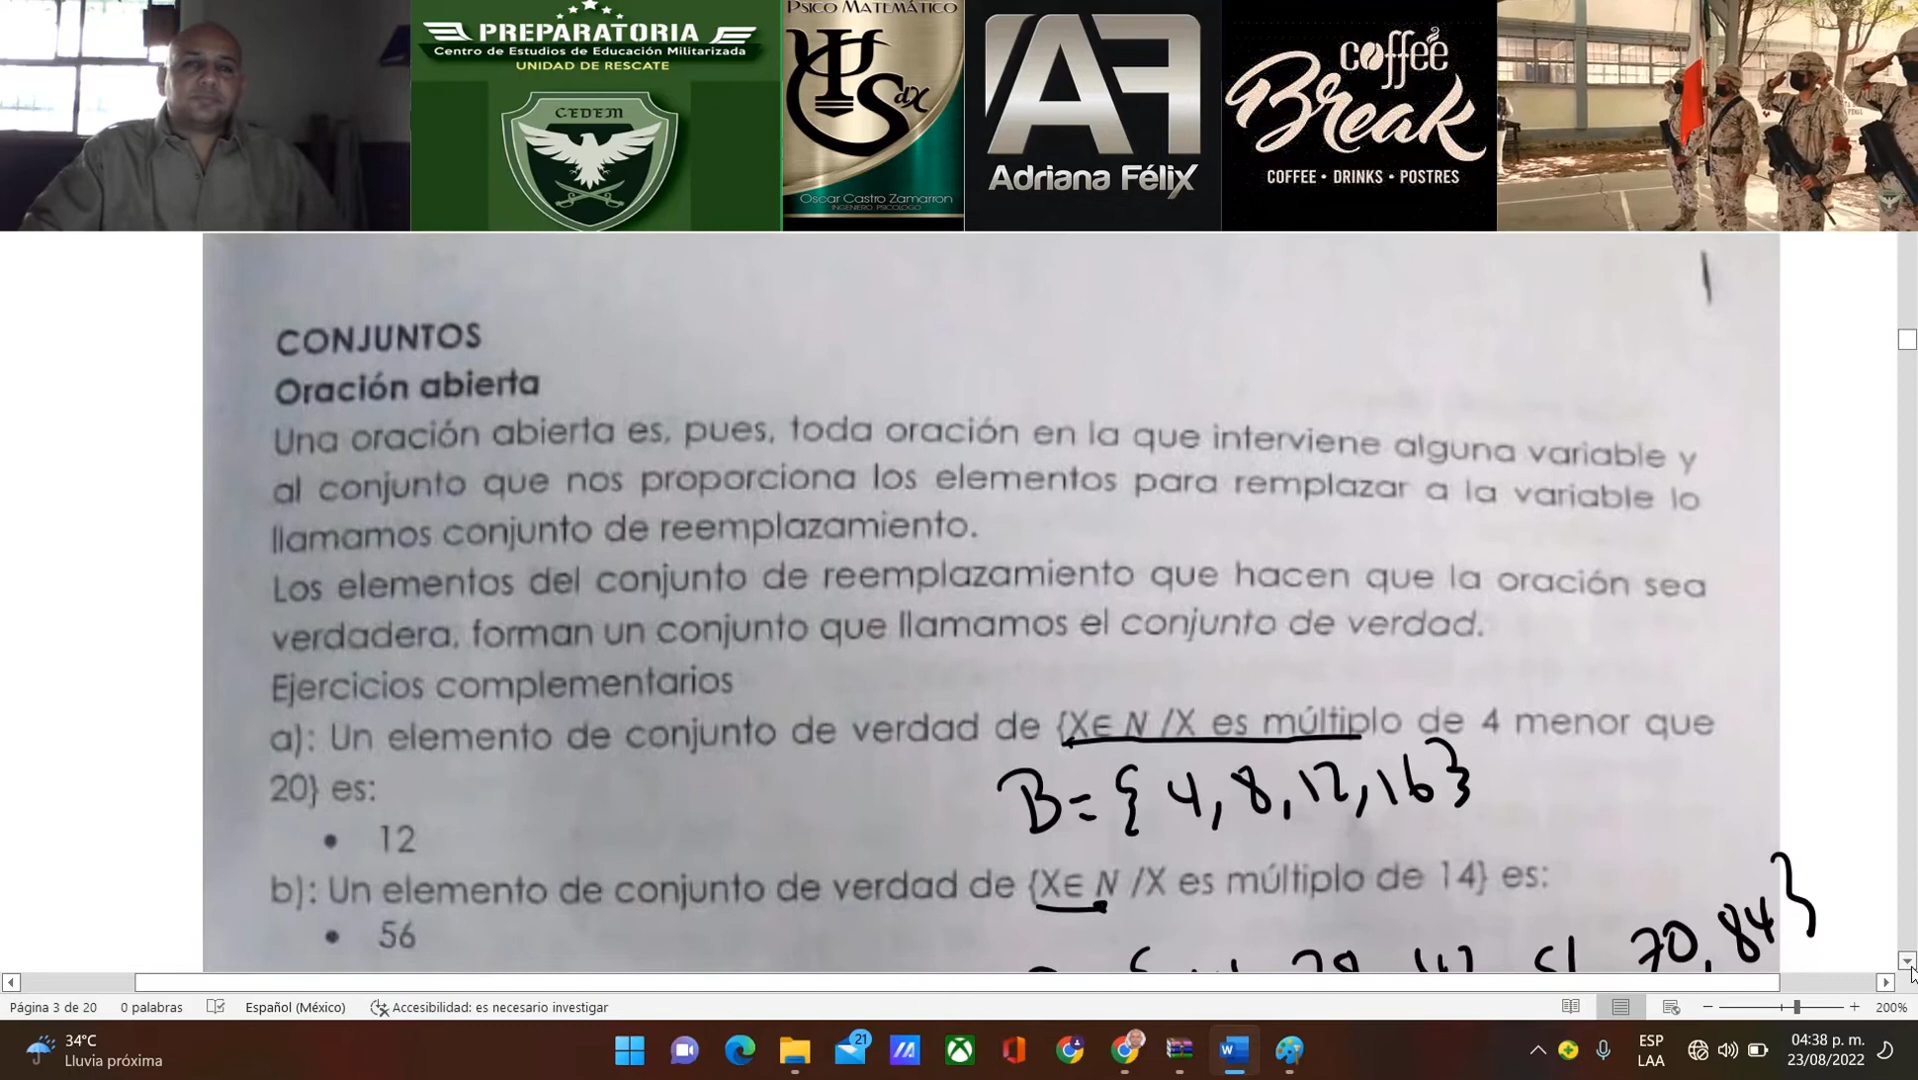 PREPARATORIA
Centro de Estudios de Educación Militarizada
UNIDAD DE RESCATE
CEDEM
PSICO MATEMÁTICO
Oscar Castro Zamarron
INGENIERO PSICOLOGO
AF
Adriana Félix
coffee
Break
COFFEE • DRINKS • POSTRES
1
CONJUNTOS
Oración abierta
Una oración abierta es, pues, toda oración en la que interviene alguna variable y
al conjunto que nos proporciona los elementos para remplazar a la variable lo
llamamos conjunto de reemplazamiento.
Los elementos del conjunto de reemplazamiento que hacen que la oración sea
verdadera, forman un conjunto que llamamos el conjunto de verdad.
Ejercicios complementarios
a): Un elemento de conjunto de verdad de {X∈ N /X es múltiplo de 4 menor que
20} es:
B={ 4, 8, 12, 16}
• 12
b): Un elemento de conjunto de verdad de {X∈ N /X es múltiplo de 14} es:
• 56
70, 84}
Página 3 de 20
0 palabras
Español (México)
Accesibilidad: es necesario investigar
200%
34°C
Lluvia próxima
21
ESP
LAA
04:38 p. m.
23/08/2022